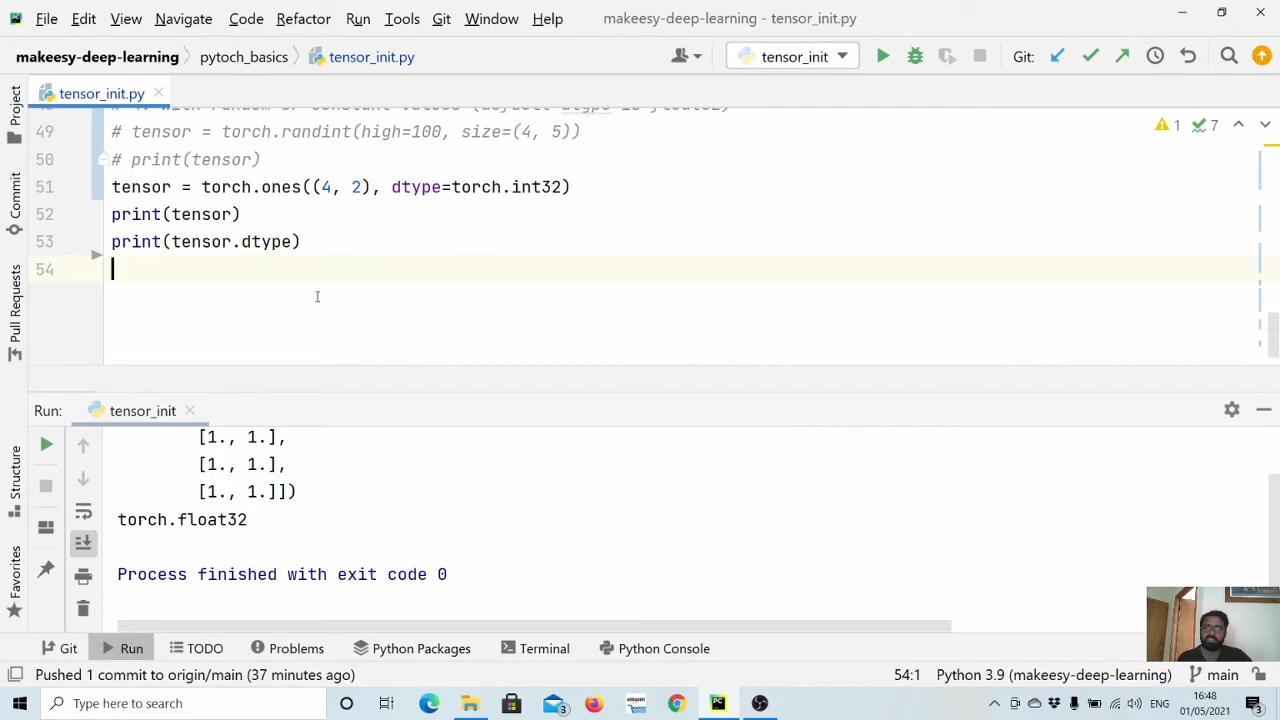 File Edit View Navigate Code Refactor Run Tools Git Window Help makeesy-deep-learning - tensor_init.py
makeesy-deep-learning pytoch_basics tensor_init.py tensor_init Git:
tensor_init.py
Project
Commit
Pull Requests
Structure
Favorites
1 7
49 # tensor = torch.randint(high=100, size=(4, 5))
50 # print(tensor)
51 tensor = torch.ones((4, 2), dtype=torch.int32)
52 print(tensor)
53 print(tensor.dtype)
54
Run: tensor_init
[1., 1.],
[1., 1.],
[1., 1.]])
torch.float32
Process finished with exit code 0
Git Run TODO Problems Python Packages Terminal Python Console
Pushed 1 commit to origin/main (37 minutes ago) 54:1 Python 3.9 (makeesy-deep-learning) main
Type here to search
16:48
01/05/2021
3
3